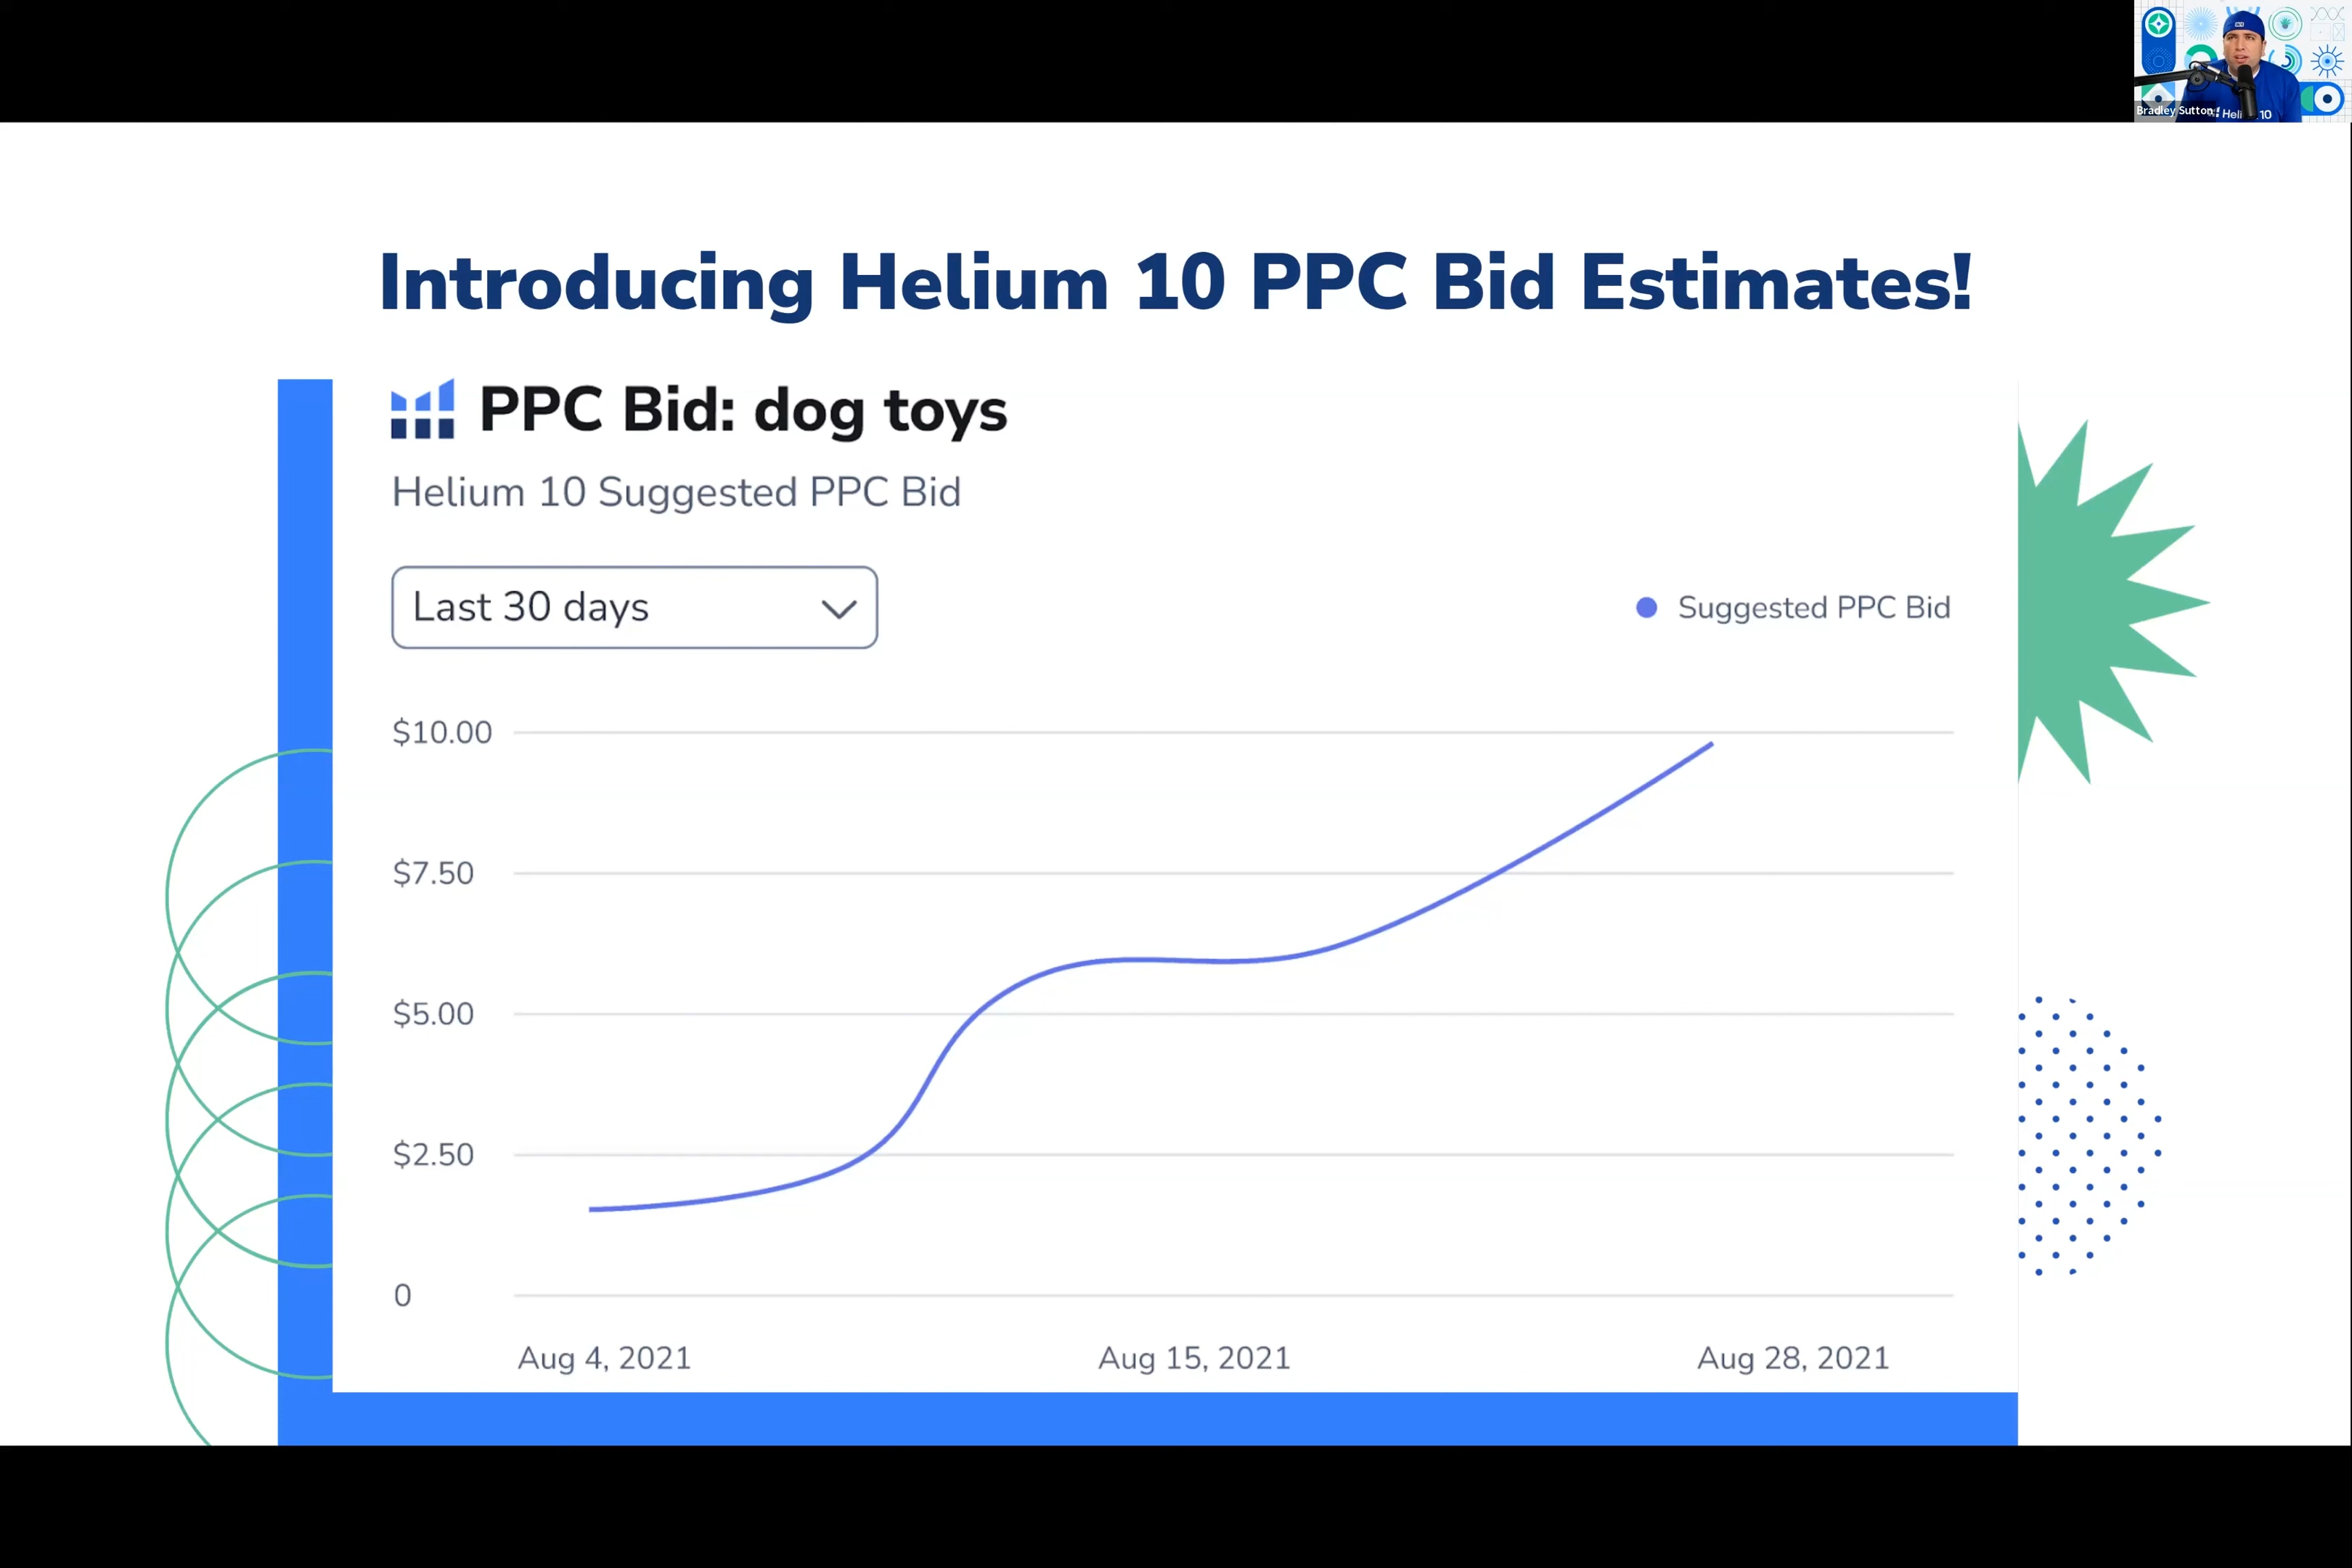 Bradley Sutton
Introducing Helium 10 PPC Bid Estimates!
PPC Bid: dog toys
Helium 10 Suggested PPC Bid
Last 30 days
Suggested PPC Bid
$10.00
$7.50
$5.00
$2.50
0
Aug 4, 2021
Aug 15, 2021
Aug 28, 2021